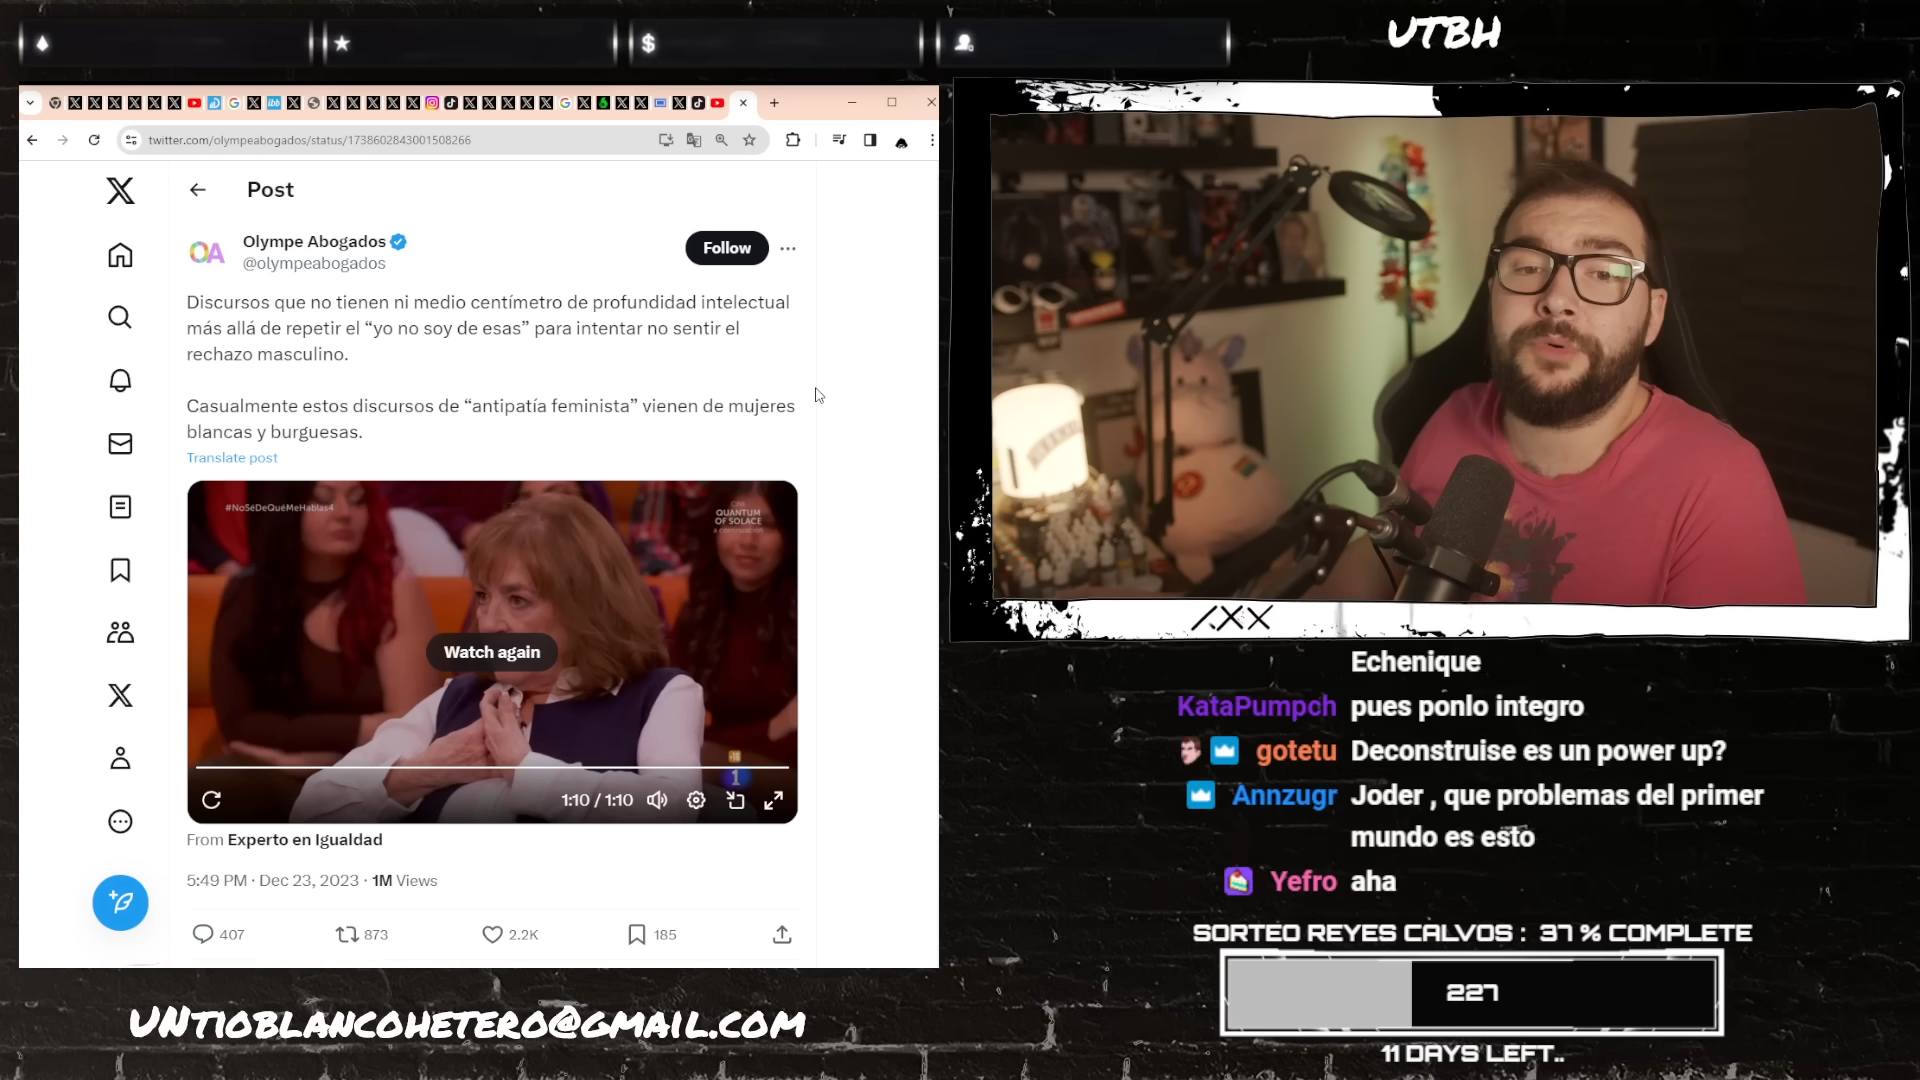 UTBH
twitter.com/olympeabogados/status/1738602843001508266
Post
OA
Olympe Abogados
@olympeabogados
Follow
Discursos que no tienen ni medio centímetro de profundidad intelectual
más allá de repetir el “yo no soy de esas” para intentar no sentir el
rechazo masculino.
Casualmente estos discursos de “antipatía feminista” vienen de mujeres
blancas y burguesas.
Translate post
#NoSéDeQuéMeHablas4
QUANTUM
OF SOLACE
a continuación
Watch again
1
1:10 / 1:10
From Experto en Igualdad
5:49 PM · Dec 23, 2023 · 1M Views
407
873
2.2K
185
Echenique
KataPumpch pues ponlo integro
gotetu Deconstruise es un power up?
Annzugr Joder , que problemas del primer
mundo es esto
Yefro aha
SORTEO REYES CALVOS : 37 % COMPLETE
227
11 DAYS LEFT..
UNtioblancohetero@gmail.com